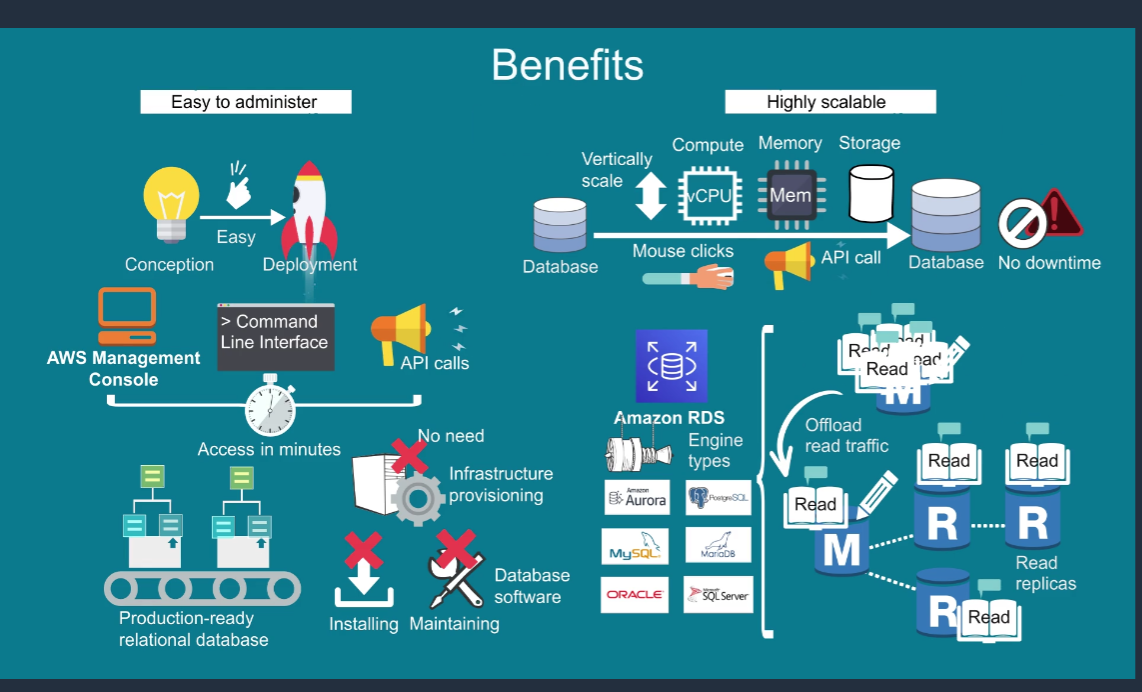 Benefits
Easy to administer
Conception
Easy
Deployment
AWS Management
Console
> Command
Line Interface
API calls
Access in minutes
Production-ready
relational database
No need
Infrastructure
provisioning
Installing
Maintaining
Database
software
Highly scalable
Vertically
scale
Compute
vCPU
Memory
Mem
Storage
Database
Mouse clicks
API call
Database
No downtime
Amazon RDS
Engine
types
Amazon
Aurora
PostgreSQL
MySQL
MariaDB
ORACLE
SQL Server
Read
Read
Read
Read
M
Offload
read traffic
Read
M
Read
R
Read
R
Read
replicas
R
Read